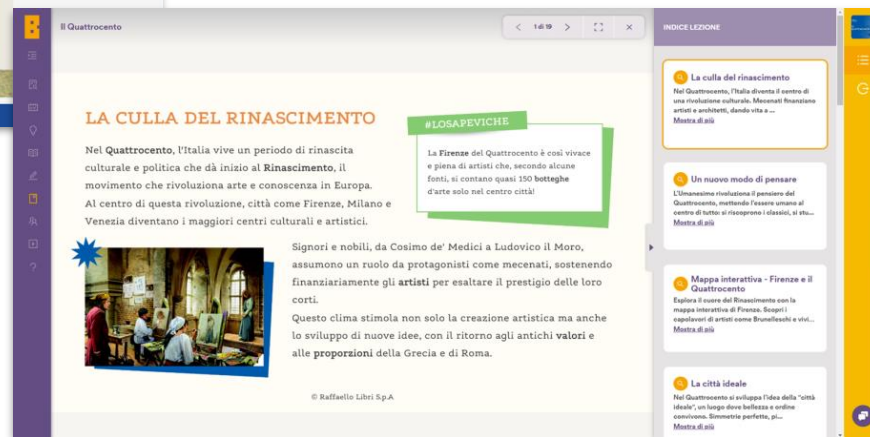 Il Quattrocento
1 di 19
INDICE LEZIONE
LA CULLA DEL RINASCIMENTO
Nel Quattrocento, l'Italia vive un periodo di rinascita
culturale e politica che dà inizio al Rinascimento, il
movimento che rivoluziona arte e conoscenza in Europa.
Al centro di questa rivoluzione, città come Firenze, Milano e
Venezia diventano i maggiori centri culturali e artistici.
#LOSAPEVICHE
La Firenze del Quattrocento è così vivace
e piena di artisti che, secondo alcune
fonti, si contano quasi 150 botteghe
d'arte solo nel centro città!
Signori e nobili, da Cosimo de' Medici a Ludovico il Moro,
assumono un ruolo da protagonisti come mecenati, sostenendo
finanziariamente gli artisti per esaltare il prestigio delle loro
corti.
Questo clima stimola non solo la creazione artistica ma anche
lo sviluppo di nuove idee, con il ritorno agli antichi valori e
alle proporzioni della Grecia e di Roma.
© Raffaello Libri S.p.A
La culla del rinascimento
Nel Quattrocento, l'Italia diventa il centro di
una rivoluzione culturale. Mecenati finanziano
artisti e architetti, dando vita a ...
Mostra di più
Un nuovo modo di pensare
L'Umanesimo rivoluziona il pensiero del
Quattrocento, mettendo l'essere umano al
centro di tutto: si riscoprono i classici, si stu...
Mostra di più
Mappa interattiva - Firenze e il
Quattrocento
Esplora il cuore del Rinascimento con la
mappa interattiva di Firenze. Scopri i
capolavori di artisti come Brunelleschi e vivi...
Mostra di più
La città ideale
Nel Quattrocento si sviluppa l'idea della "città
ideale", un luogo dove bellezza e ordine
convivono. Simmetrie perfette, pi...
Mostra di più